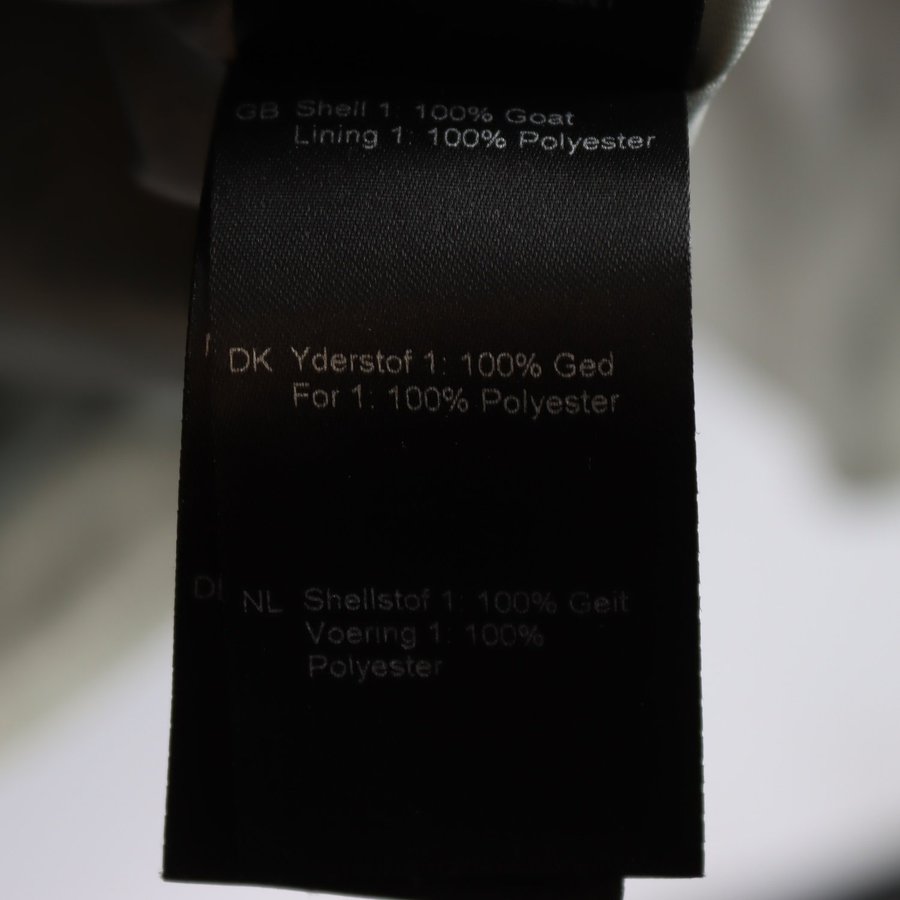 GB Shell 1: 100% Goat
Lining 1: 100% Polyester
DK Yderstof 1: 100% Ged
For 1: 100% Polyester
NL Shellstof 1: 100% Geit
Voering 1: 100%
Polyester